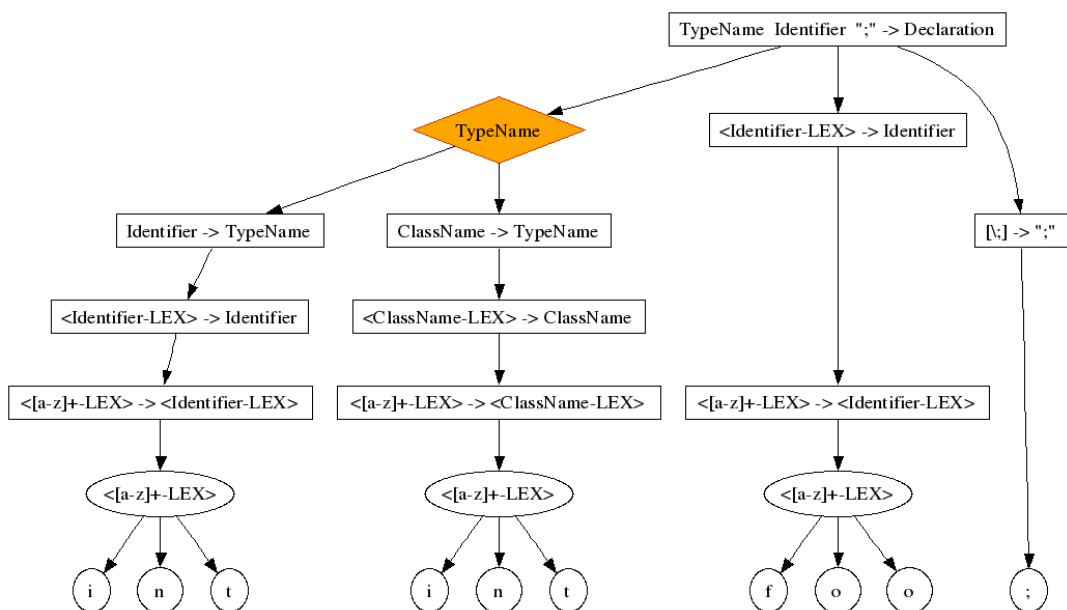 TypeName Identifier ";" -> Declaration
TypeName
<Identifier-LEX> -> Identifier
Identifier -> TypeName
ClassName -> TypeName
[\;] -> ";"
<Identifier-LEX> -> Identifier
<ClassName-LEX> -> ClassName
<[a-z]+-LEX> -> <Identifier-LEX>
<[a-z]+-LEX> -> <ClassName-LEX>
<[a-z]+-LEX> -> <Identifier-LEX>
<[a-z]+-LEX>
<[a-z]+-LEX>
<[a-z]+-LEX>
i
n
t
i
n
t
f
o
o
;